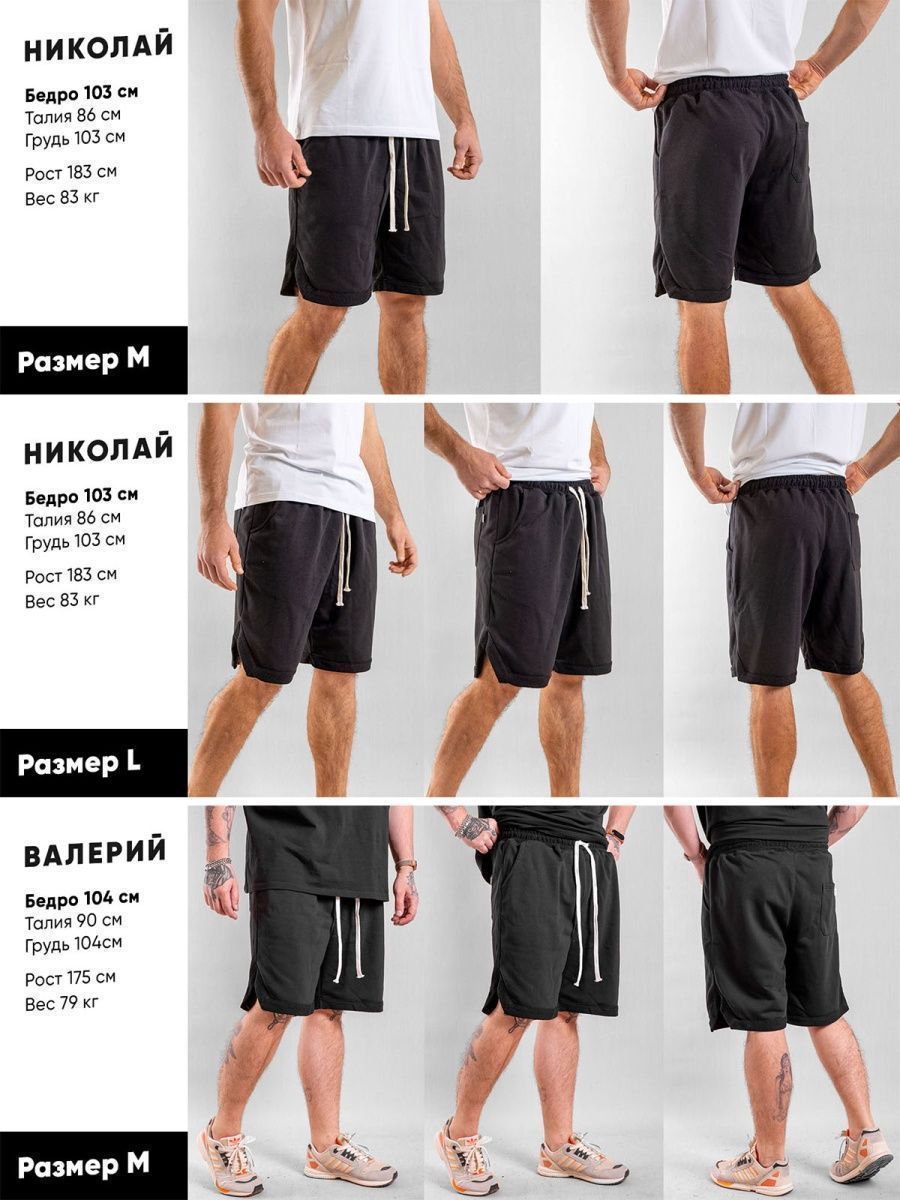 НИКОЛАЙ
Бедро 103 см
Талия 86 см
Грудь 103 см
Рост 183 см
Вес 83 кг
Размер M
НИКОЛАЙ
Бедро 103 см
Талия 86 см
Грудь 103 см
Рост 183 см
Вес 83 кг
Размер L
ВАЛЕРИЙ
Бедро 104 см
Талия 90 см
Грудь 104см
Рост 175 см
Вес 79 кг
Размер M